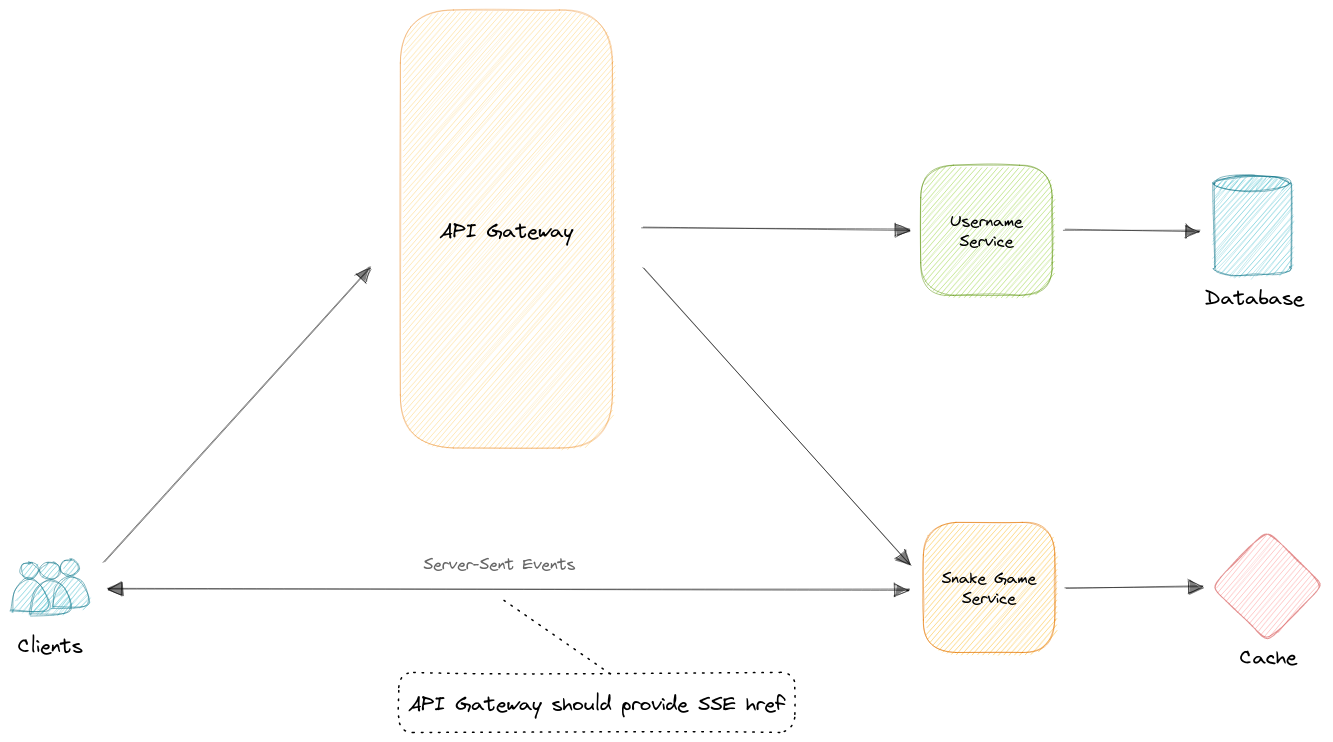 API Gateway
Username
Service
Database
Server-Sent Events
Snake Game
Service
Clients
Cache
API Gateway should provide SSE href